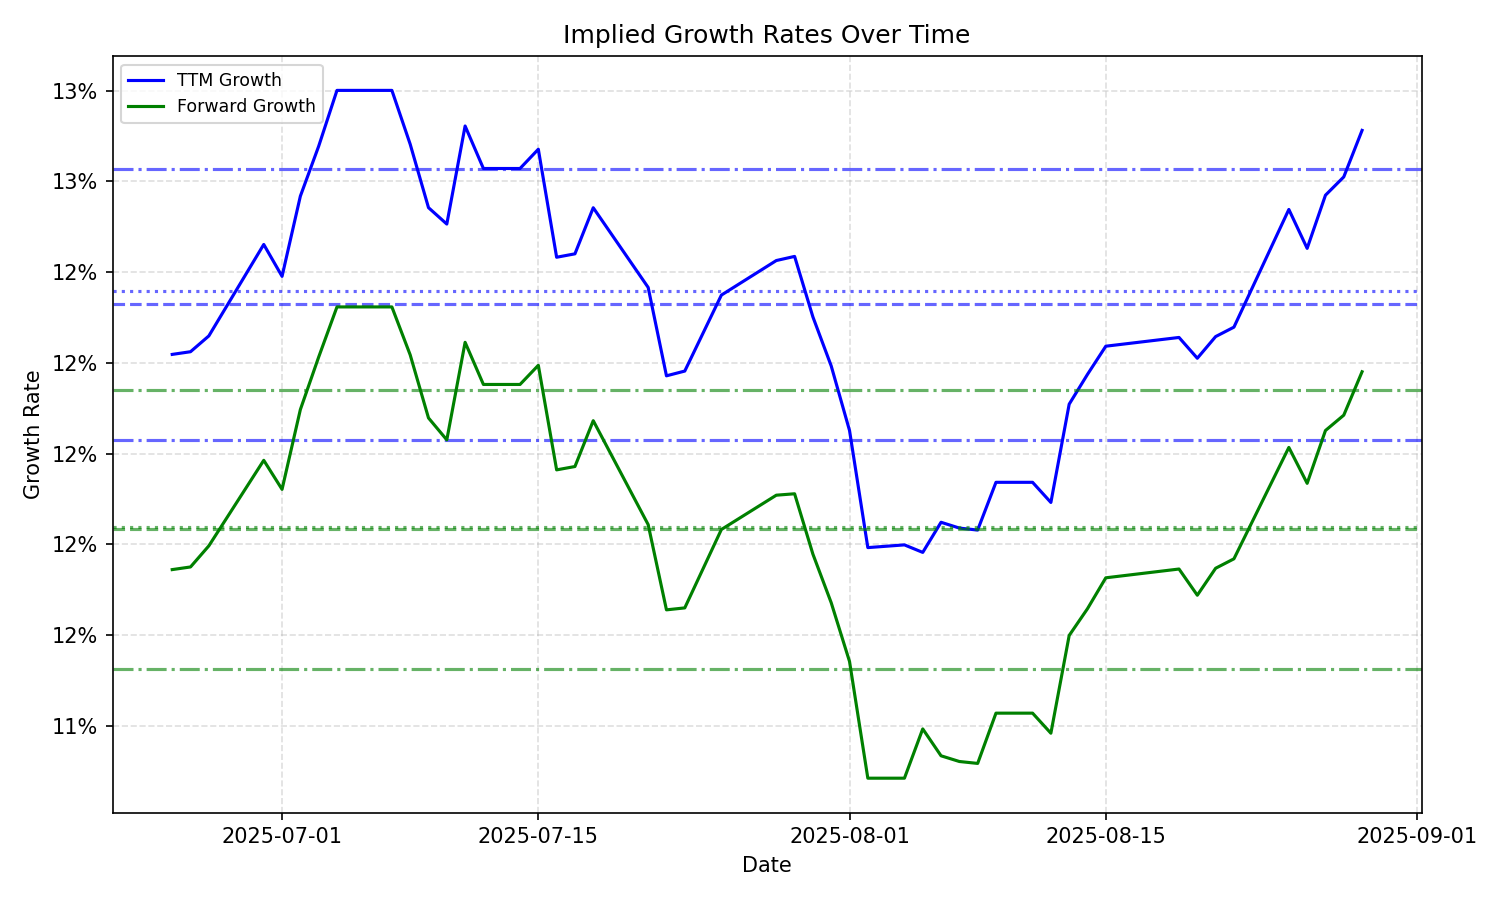 Implied Growth Rates Over Time
TTM Growth
Forward Growth
Growth Rate
13%
13%
12%
12%
12%
12%
12%
11%
2025-07-01
2025-07-15
2025-08-01
2025-08-15
2025-09-01
Date